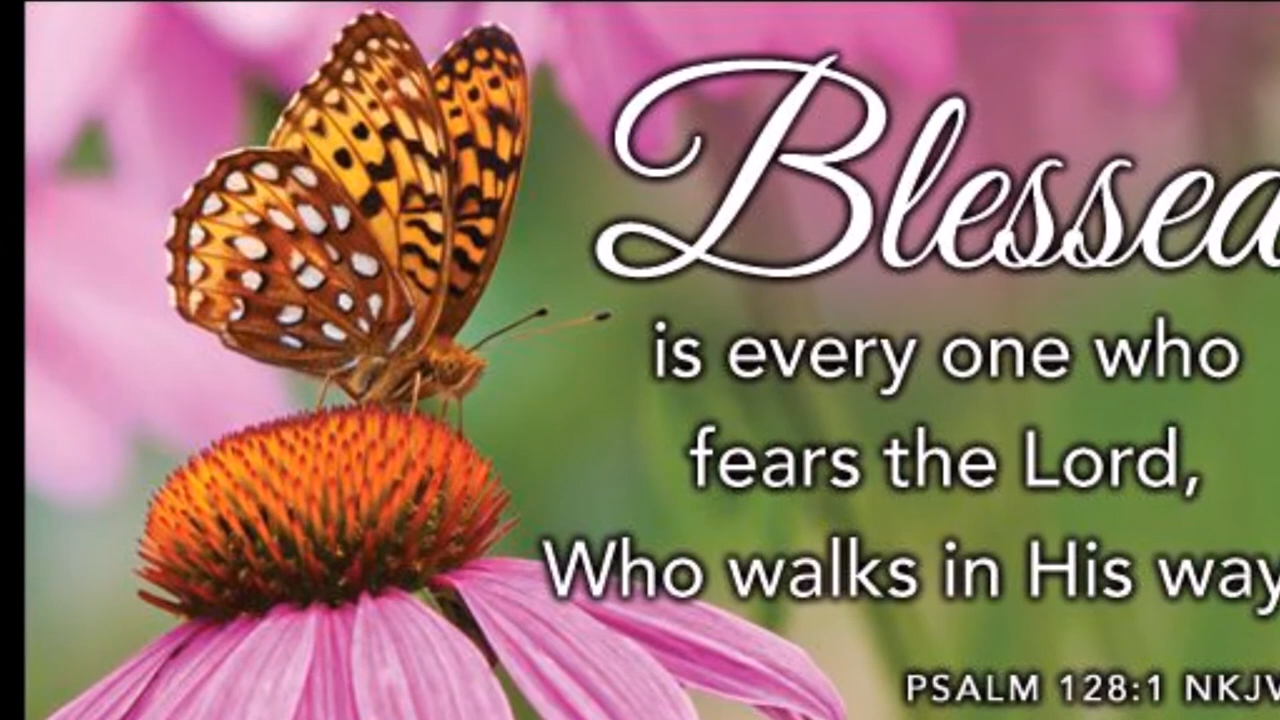 Blessed
is every one who
fears the Lord,
Who walks in His way
PSALM 128:1 NKJV